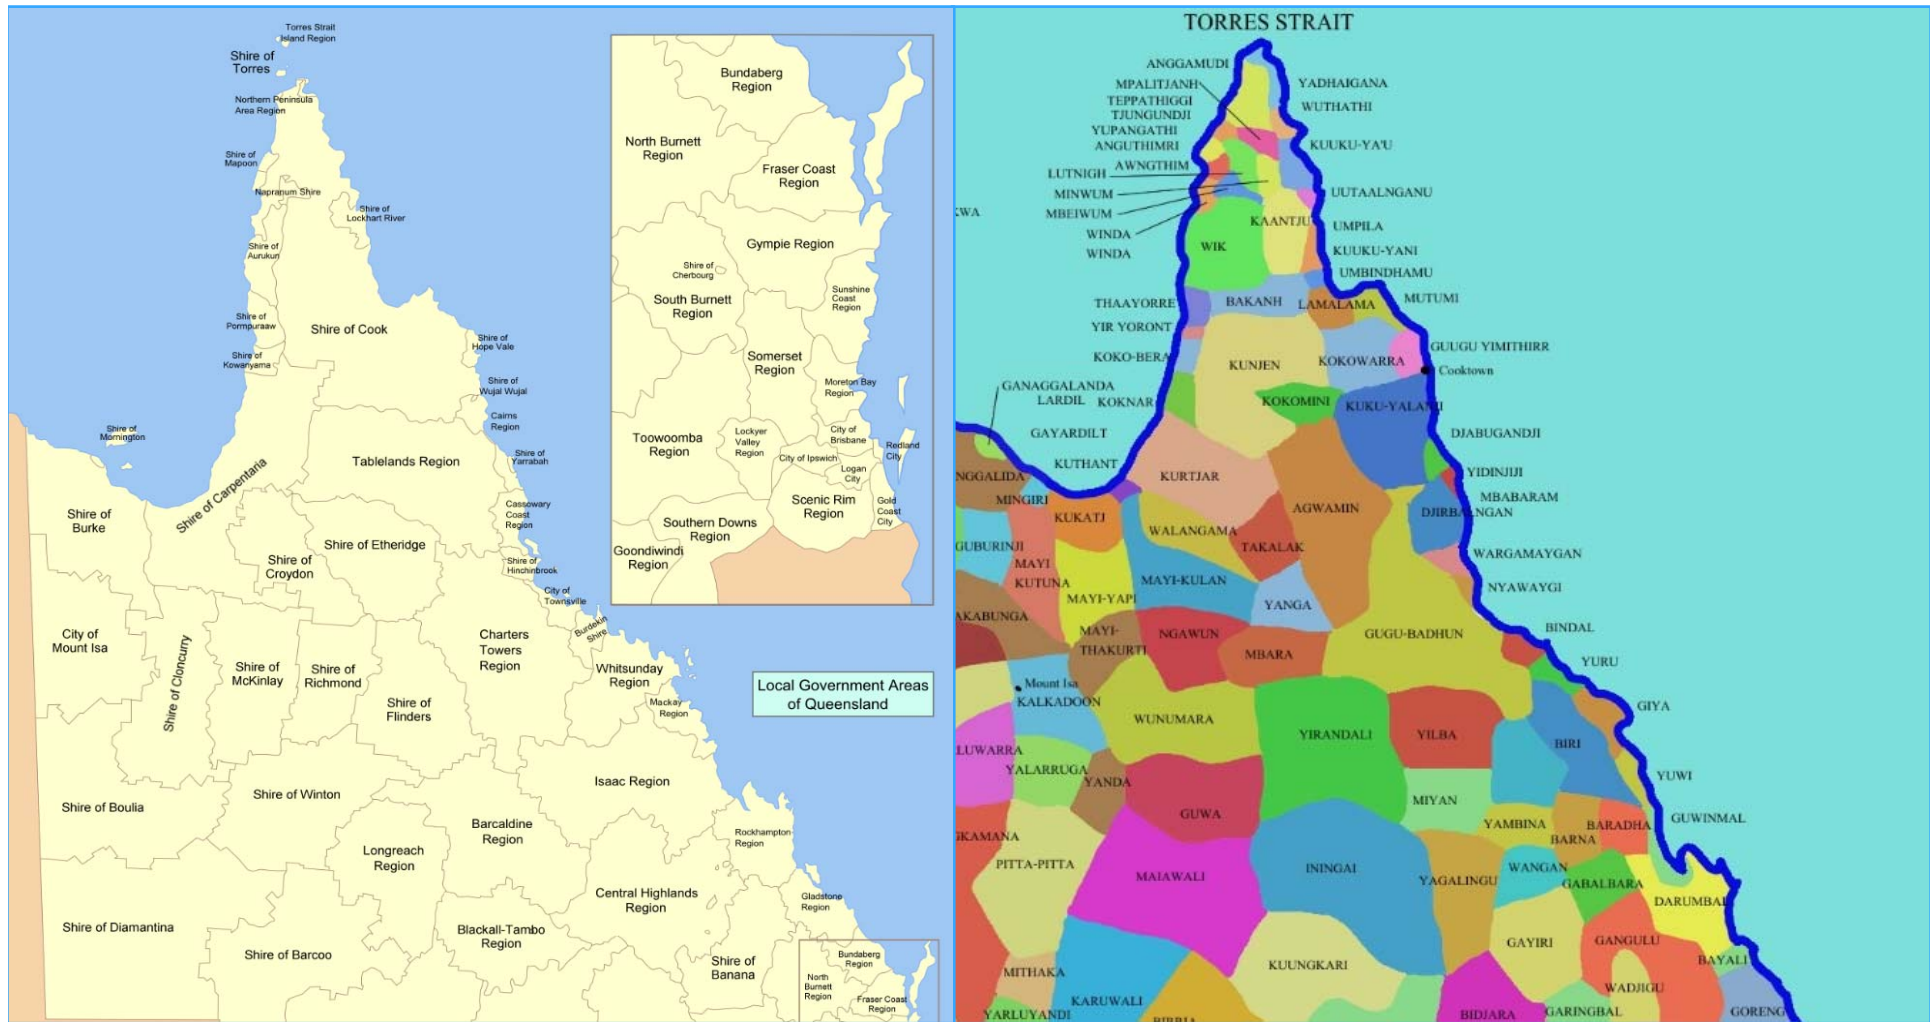 Torres Strait
Island Region
Shire of
Torres
Northern Peninsula
Area Region
Shire of
Mapoon
Napranum Shire
Shire of
Lockhart River
Shire of
Aurukun
Shire of
Pormpuraaw
Shire of Cook
Shire of
Hope Vale
Shire of
Kowanyama
Shire of
Wujal Wujal
Cairns
Region
Shire of
Mornington
Tablelands Region
Shire of
Yarrabah
Shire of Carpentaria
Shire of
Burke
Cassowary
Coast
Region
Shire of Etheridge
Shire of
Croydon
Shire of
Hinchinbrook
City of
Townsville
Burdekin
Shire
City of
Mount Isa
Shire of Cloncurry
Shire of
McKinlay
Shire of
Richmond
Charters
Towers
Region
Whitsunday
Region
Shire of
Flinders
Mackay
Region
Isaac Region
Shire of Boulia
Shire of Winton
Barcaldine
Region
Longreach
Region
Rockhampton
Region
Central Highlands
Region
Gladstone
Region
Shire of Diamantina
Blackall-Tambo
Region
Shire of Barcoo
Shire of
Banana
Bundaberg
Region
North
Burnett
Region
Fraser Coast
Region
Bundaberg
Region
North Burnett
Region
Fraser Coast
Region
Gympie Region
Shire of
Cherbourg
South Burnett
Region
Sunshine
Coast
Region
Somerset
Region
Moreton Bay
Region
Toowoomba
Region
Lockyer
Valley
Region
City of
Brisbane
Redland
City
City of Ipswich
Logan
City
Scenic Rim
Region
Gold
Coast
City
Southern Downs
Region
Goondiwindi
Region
Local Government Areas
of Queensland
TORRES STRAIT
ANGGAMUDI
YADHAIGANA
MPALITJANH
TEPPATHIGGI
WUTHATHI
TJUNGUNDJI
YUPANGATHI
ANGUTHIMRI
KUUKU-YA'U
AWNGTHIM
LUTNIGH
MINWUM
UUTAALNGANU
MBEIWUM
KAANTJU
UMPILA
WINDA
WIK
KUUKU-YANI
WINDA
UMBINDHAMU
THAAYORRE
BAKANH
LAMALAMA
MUTUMI
YIR YORONT
KOKO-BERA
KUNJEN
KOKOWARRA
GUUGU YIMITHIRR
Cooktown
GANAGGALANDA
LARDIL
KOKNAR
KOKOMINI
KUKU-YALANJI
GAYARDILT
DJABUGANDJI
KUTHANT
KURTJAR
YIDINJIJI
NGGALIDA
MINGIRI
MBABARAM
KUKATJ
AGWAMIN
DJIRBALNGAN
WALANGAMA
GUBURINJI
TAKALAK
WARGAMAYGAN
MAYI
KUTUNA
MAYI-KULAN
NYAWAYGI
MAYI-YAPI
YANGA
AKABUNGA
MAYI-
THAKURTI
NGAWUN
MBARA
GUGU-BADHUN
BINDAL
YURU
Mount Isa
KALKADOON
WUNUMARA
GIYA
YIRANDALI
YILBA
BIRI
LUWARRA
YALARRUGA
YANDA
YUWI
GUWA
MIYAN
GUWINMAL
YAMBINA
BARADHA
BARNA
GKAMANA
PITTA-PITTA
MAIAWALI
ININGAI
YAGALINGU
WANGAN
GABALBARA
DARUMBAL
GAYIRI
GANGULU
BAYALI
MITHAKA
KUUNGKARI
WADJIGU
KARUWALI
YARLUYANDI
BIDJARA
GARINGBAL
GORENG